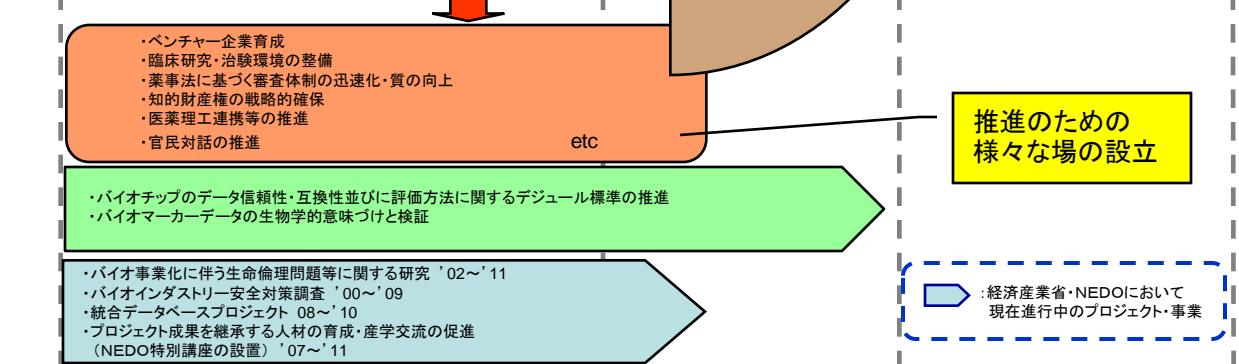 ・ベンチャー企業育成
・臨床研究・治験環境の整備
・薬事法に基づく審査体制の迅速化・質の向上
・知的財産権の戦略的確保
・医薬理工連携等の推進
・官民対話の推進 etc
推進のための
様々な場の設立
・バイオチップのデータ信頼性・互換性並びに評価方法に関するデジュール標準の推進
・バイオマーカーデータの生物学的意味づけと検証
・バイオ事業化に伴う生命倫理問題等に関する研究 ’02～’11
・バイオインダストリー安全対策調査 ’00～’09
・統合データベースプロジェクト 08～’10
・プロジェクト成果を継承する人材の育成・産学交流の促進
（NEDO特別講座の設置）’07～’11
:経済産業省・NEDOにおいて
現在進行中のプロジェクト・事業